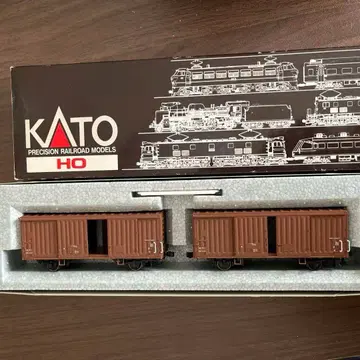 KATO
PRECISION RAILROAD MODELS
HO